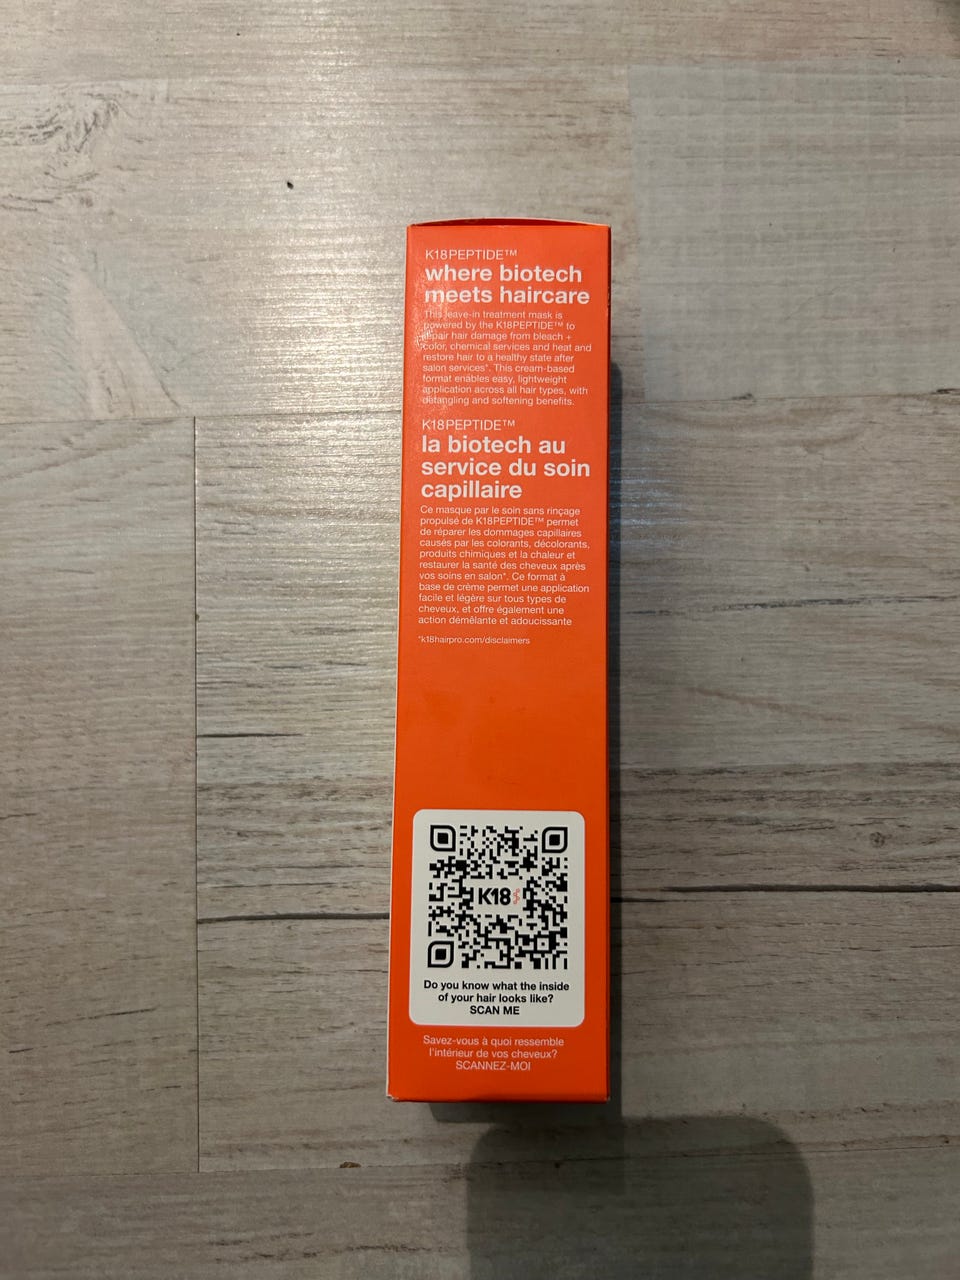 K18PEPTIDE™
where biotech
meets haircare
This leave-in treatment mask is
powered by the K18PEPTIDE™ to
repair hair damage from bleach +
color, chemical services and heat and
restore hair to a healthy state after
salon services*. This cream-based
format enables easy, lightweight
application across all hair types, with
detangling and softening benefits.
K18PEPTIDE™
la biotech au
service du soin
capillaire
Ce masque par le soin sans rinçage
propulsé de K18PEPTIDE™ permet
de réparer les dommages capillaires
causés par les colorants, décolorants,
produits chimiques et la chaleur et
restaurer la santé des cheveux après
vos soins en salon*. Ce format à
base de crème permet une application
facile et légère sur tous types de
cheveux, et offre également une
action démêlante et adoucissante
*k18hairpro.com/disclaimers
K18
Do you know what the inside
of your hair looks like?
SCAN ME
Savez-vous à quoi ressemble
l'intérieur de vos cheveux?
SCANNEZ-MOI